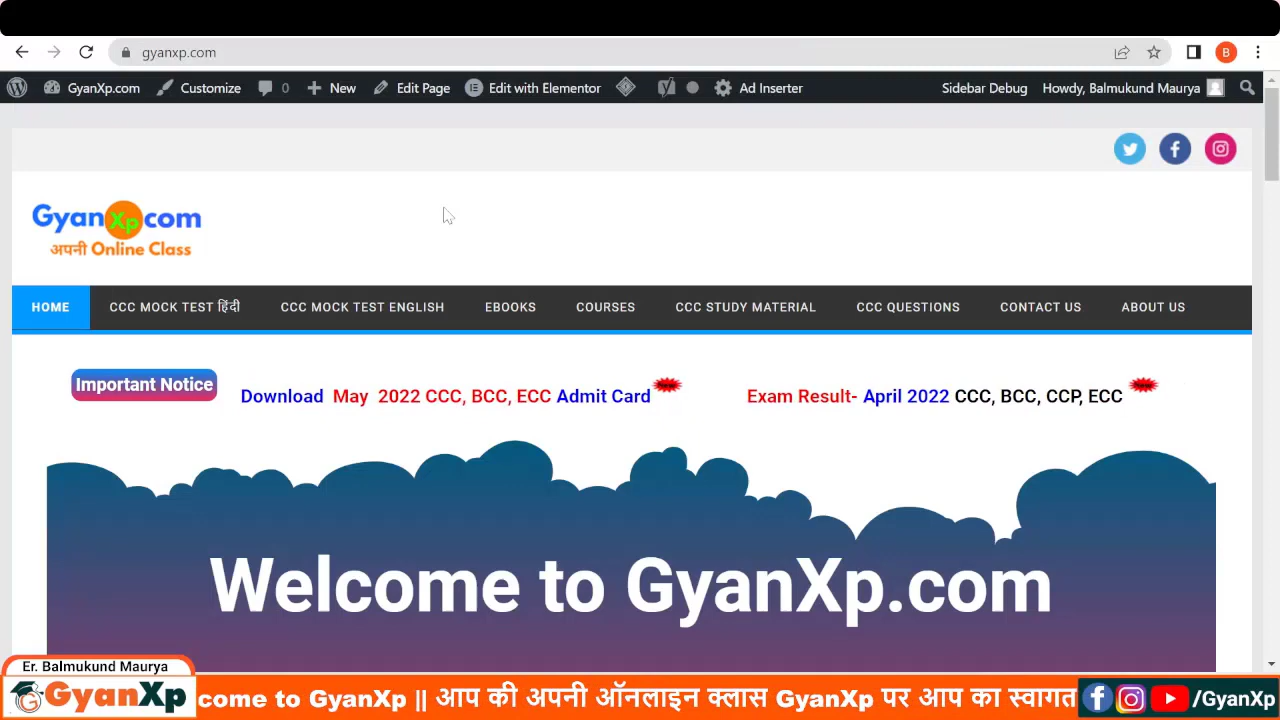 gyanxp.com
GyanXp.com Customize 0 New Edit Page Edit with Elementor Ad Inserter Sidebar Debug Howdy, Balmukund Maurya
GyanXp.com
अपनी Online Class
HOME CCC MOCK TEST हिंदी CCC MOCK TEST ENGLISH EBOOKS COURSES CCC STUDY MATERIAL CCC QUESTIONS CONTACT US ABOUT US
Important Notice
Download May 2022 CCC, BCC, ECC Admit Card Exam Result- April 2022 CCC, BCC, CCP, ECC
Welcome to GyanXp.com
Er. Balmukund Maurya
GyanXp come to GyanXp || आप की अपनी ऑनलाइन क्लास GyanXp पर आप का स्वागत /GyanXp